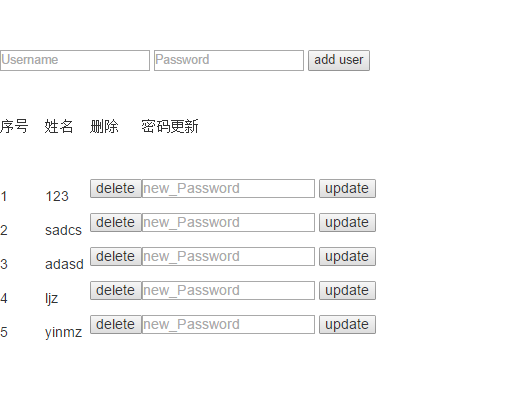 Username Password add user
序号 姓名 删除 密码更新
1 123 delete new_Password update
2 sadcs delete new_Password update
3 adasd delete new_Password update
4 ljz delete new_Password update
5 yinmz delete new_Password update